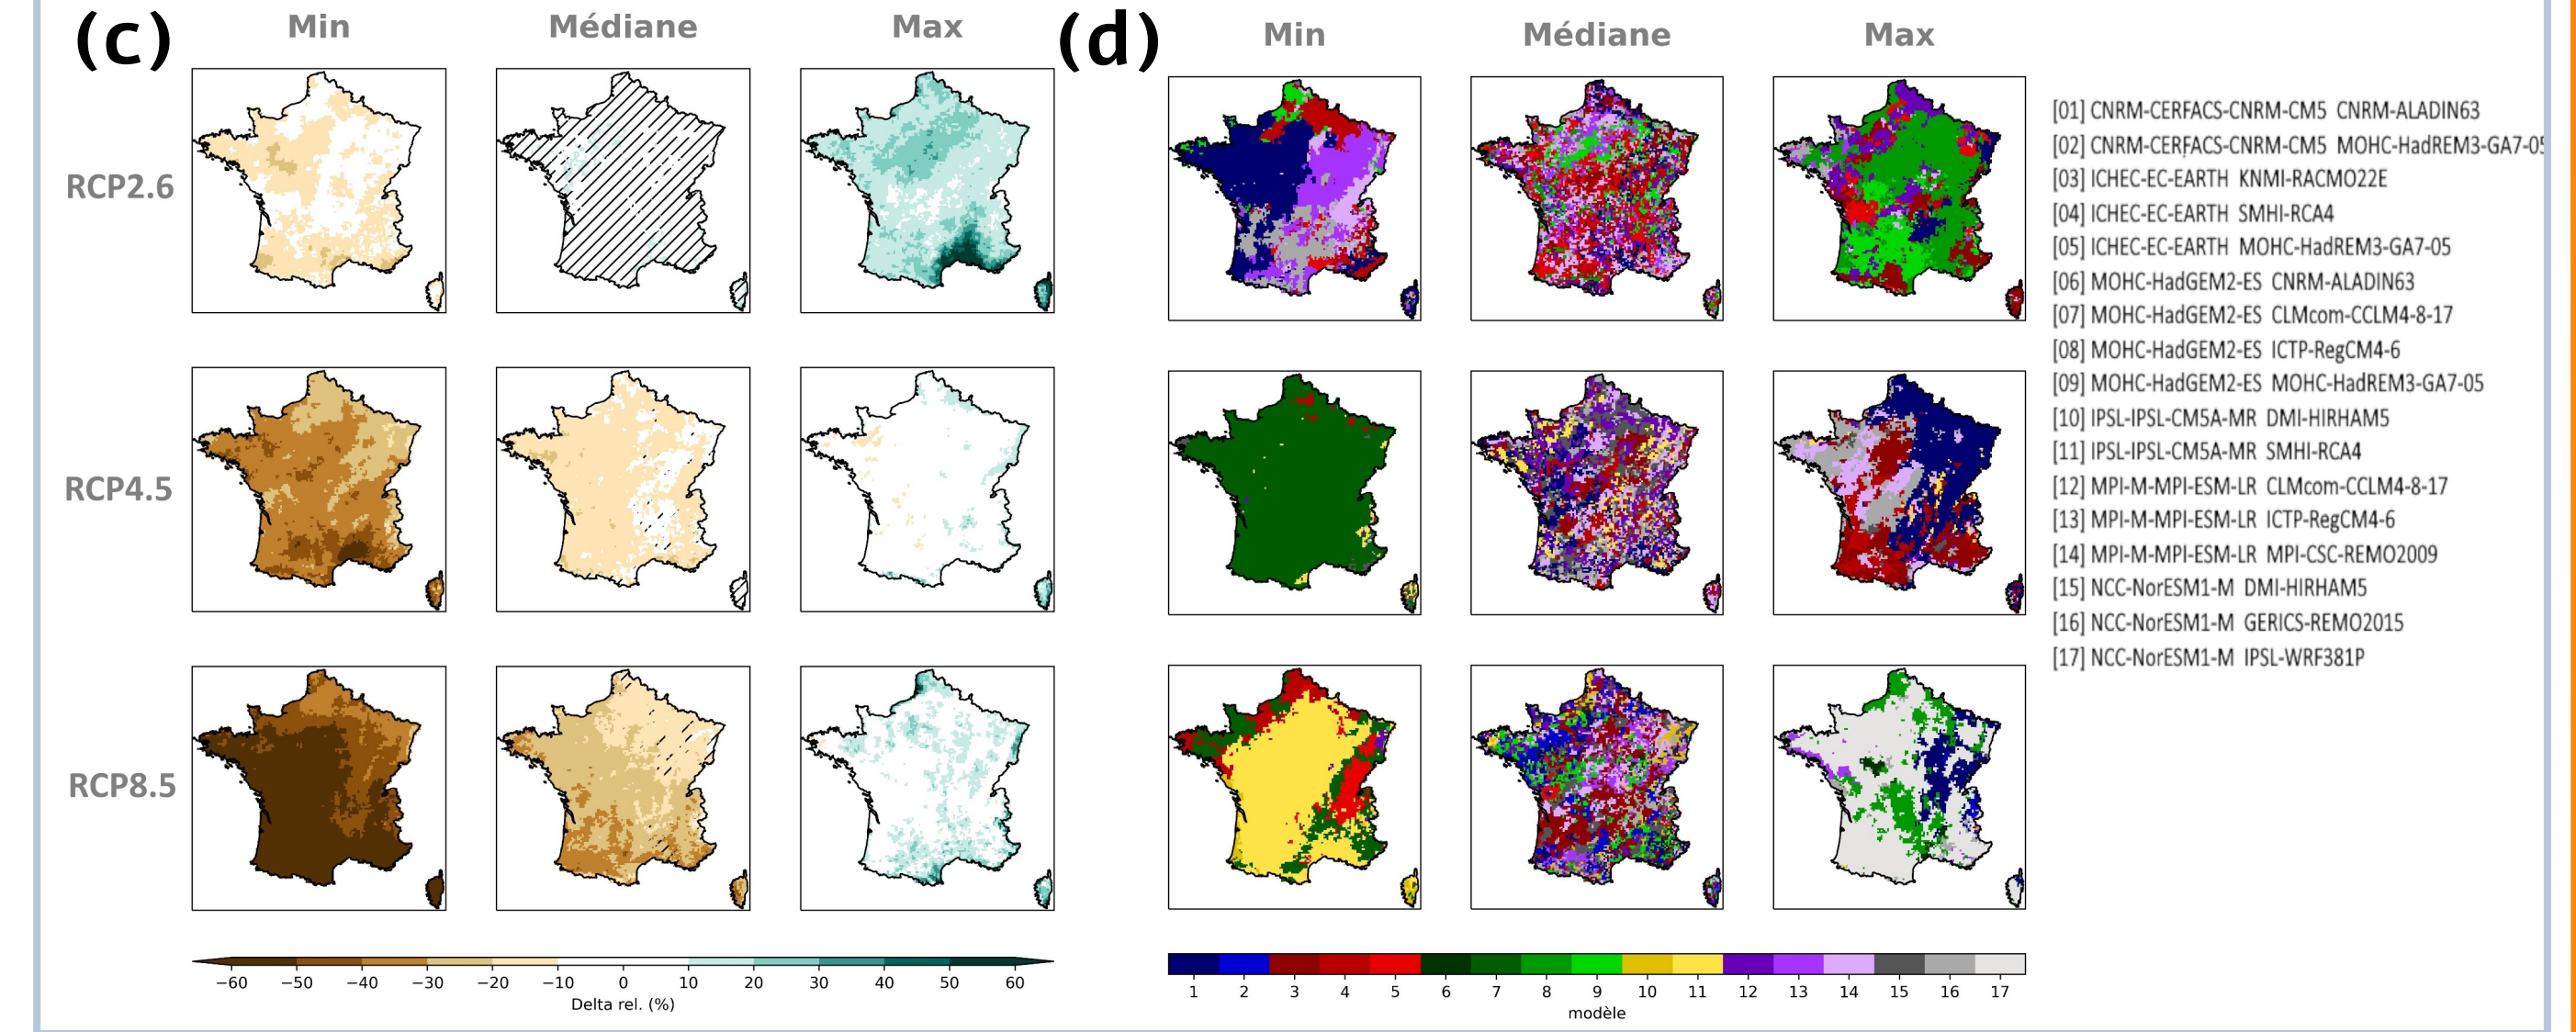 (c)
Min Médiane Max
RCP2.6
RCP4.5
RCP8.5
−60 −50 −40 −30 −20 −10 0 10 20 30 40 50 60
Delta rel. (%)
(d)
Min Médiane Max
1 2 3 4 5 6 7 8 9 10 11 12 13 14 15 16 17
modèle
[01] CNRM-CERFACS-CNRM-CM5 CNRM-ALADIN63
[02] CNRM-CERFACS-CNRM-CM5 MOHC-HadREM3-GA7-05
[03] ICHEC-EC-EARTH KNMI-RACMO22E
[04] ICHEC-EC-EARTH SMHI-RCA4
[05] ICHEC-EC-EARTH MOHC-HadREM3-GA7-05
[06] MOHC-HadGEM2-ES CNRM-ALADIN63
[07] MOHC-HadGEM2-ES CLMcom-CCLM4-8-17
[08] MOHC-HadGEM2-ES ICTP-RegCM4-6
[09] MOHC-HadGEM2-ES MOHC-HadREM3-GA7-05
[10] IPSL-IPSL-CM5A-MR DMI-HIRHAM5
[11] IPSL-IPSL-CM5A-MR SMHI-RCA4
[12] MPI-M-MPI-ESM-LR CLMcom-CCLM4-8-17
[13] MPI-M-MPI-ESM-LR ICTP-RegCM4-6
[14] MPI-M-MPI-ESM-LR MPI-CSC-REMO2009
[15] NCC-NorESM1-M DMI-HIRHAM5
[16] NCC-NorESM1-M GERICS-REMO2015
[17] NCC-NorESM1-M IPSL-WRF381P